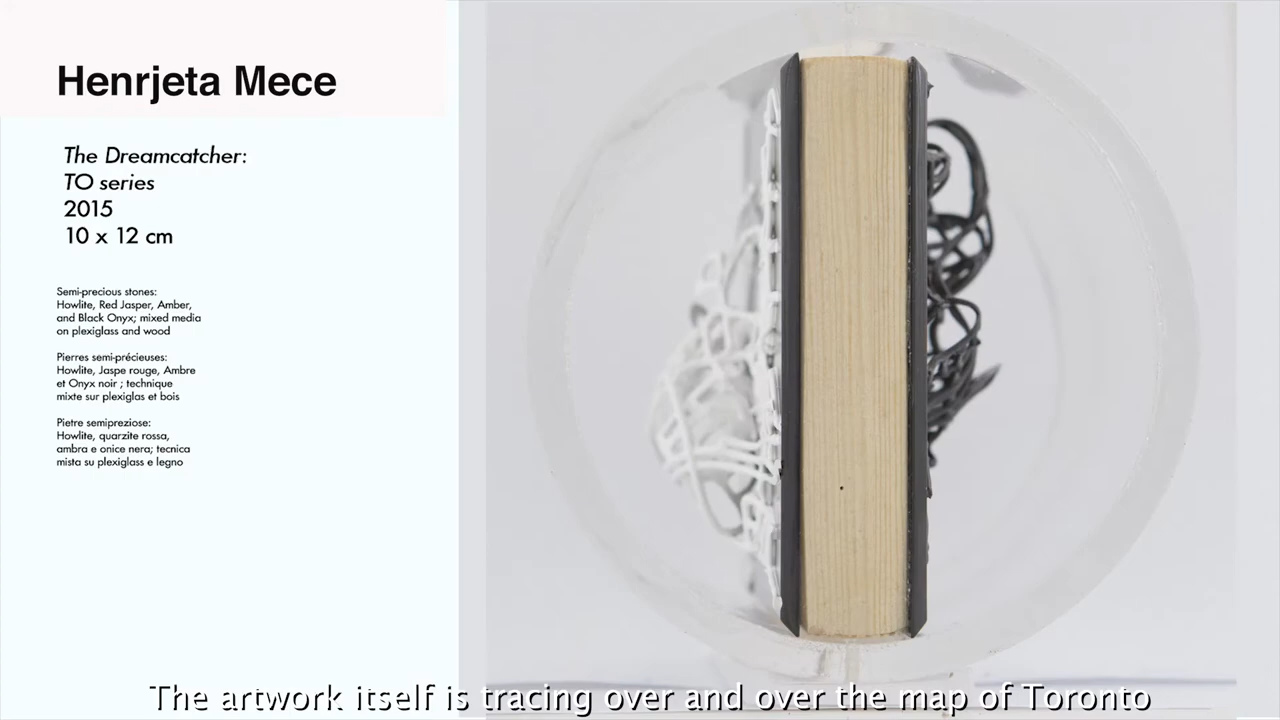 Henrjeta Mece
The Dreamcatcher:
TO series
2015
10 x 12 cm
Semi-precious stones:
Howlite, Red Jasper, Amber,
and Black Onyx; mixed media
on plexiglass and wood
Pierres semi-précieuses:
Howlite, Jaspe rouge, Ambre
et Onyx noir ; technique
mixte sur plexiglas et bois
Pietre semipreziose:
Howlite, quarzite rossa,
ambra e onice nera; tecnica
mista su plexiglass e legno
The artwork itself is tracing over and over the map of Toronto